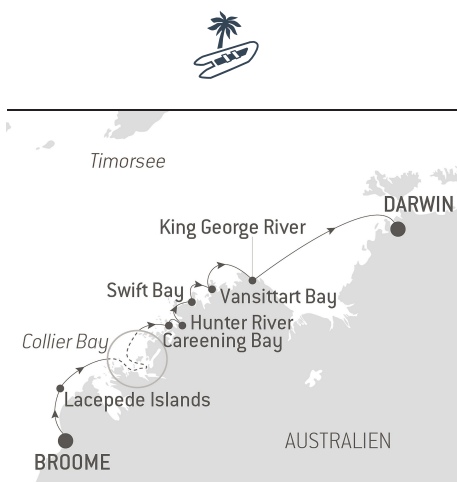 Timorsee
DARWIN
King George River
Swift Bay
Vansittart Bay
Hunter River
Collier Bay
Careening Bay
Lacepede Islands
AUSTRALIEN
BROOME